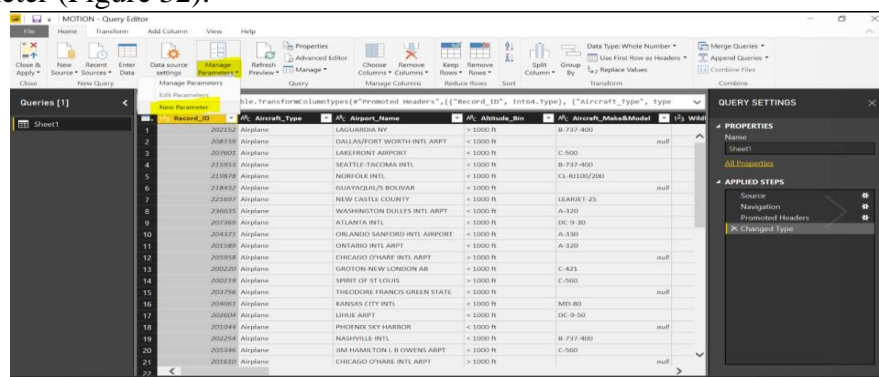 eter (Figure 32).
MOTION - Query Editor
File Home Transform Add Column View Help
Close & Apply
New Source
Recent Sources
Enter Data
Data source settings
Manage Parameters
Refresh Preview
Properties
Advanced Editor
Manage
Choose Columns
Remove Columns
Keep Rows
Remove Rows
Split Column
Group By
Data Type: Whole Number
Use First Row as Headers
Replace Values
Merge Queries
Append Queries
Combine Files
Close New Query Query Manage Columns Reduce Rows Sort Transform Combine
Manage Parameters
Edit Parameters
New Parameter
Queries [1]
Sheet1
ble.TransformColumnTypes(#"Promoted Headers",{{"Record_ID", Int64.Type}, {"Aircraft_Type", type
Record_ID Aircraft_Type Airport_Name Altitude_Bin Aircraft_Make&Model Wildl
1 202152 Airplane LAGUARDIA NY > 1000 ft B-737-400
2 208159 Airplane DALLAS/FORT WORTH INTL ARPT < 1000 ft null
3 207601 Airplane LAKEFRONT AIRPORT < 1000 ft C-500
4 215953 Airplane SEATTLE-TACOMA INTL < 1000 ft B-737-400
5 219878 Airplane NORFOLK INTL < 1000 ft CL-RJ100/200
6 218432 Airplane GUAYAQUIL/S BOLIVAR < 1000 ft null
7 221697 Airplane NEW CASTLE COUNTY < 1000 ft LEARJET-25
8 236635 Airplane WASHINGTON DULLES INTL ARPT < 1000 ft A-320
9 207369 Airplane ATLANTA INTL < 1000 ft DC-9-30
10 204371 Airplane ORLANDO SANFORD INTL AIRPORT < 1000 ft A-330
11 201589 Airplane ONTARIO INTL ARPT < 1000 ft A-320
12 205958 Airplane CHICAGO O'HARE INTL ARPT > 1000 ft null
13 200220 Airplane GROTON-NEW LONDON AR < 1000 ft C-421
14 200219 Airplane SPIRIT OF ST LOUIS < 1000 ft C-560
15 203756 Airplane THEODORE FRANCIS GREEN STATE < 1000 ft null
16 204061 Airplane KANSAS CITY INTL < 1000 ft MD-80
17 202604 Airplane LIHUE ARPT < 1000 ft DC-9-50
18 201044 Airplane PHOENIX SKY HARBOR < 1000 ft null
19 202254 Airplane NASHVILLE INTL < 1000 ft B-737-400
20 205346 Airplane JIM HAMILTON L B OWENS ARPT < 1000 ft C-560
21 201610 Airplane CHICAGO O'HARE INTL ARPT > 1000 ft null
22
QUERY SETTINGS
PROPERTIES
Name
Sheet1
All Properties
APPLIED STEPS
Source
Navigation
Promoted Headers
Changed Type